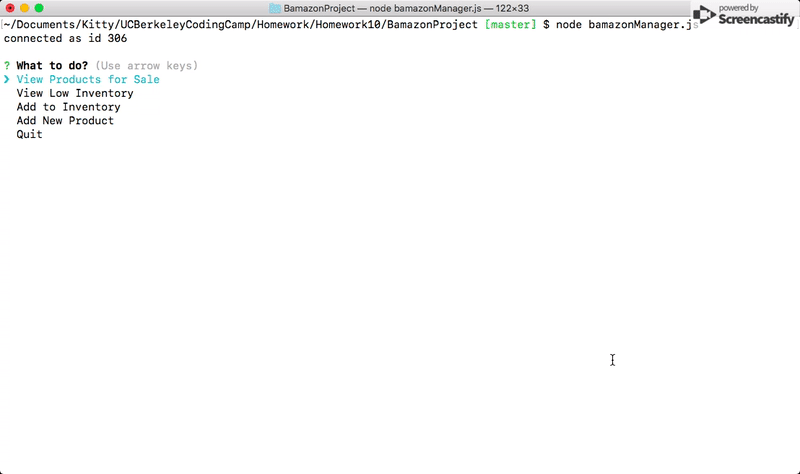 BamazonProject — node bamazonManager.js — 122×33
powered by
Screencastify
[~/Documents/Kitty/UCBerkeleyCodingCamp/Homework/Homework10/BamazonProject [master] $ node bamazonManager.js
connected as id 306
? What to do? (Use arrow keys)
❯ View Products for Sale
View Low Inventory
Add to Inventory
Add New Product
Quit